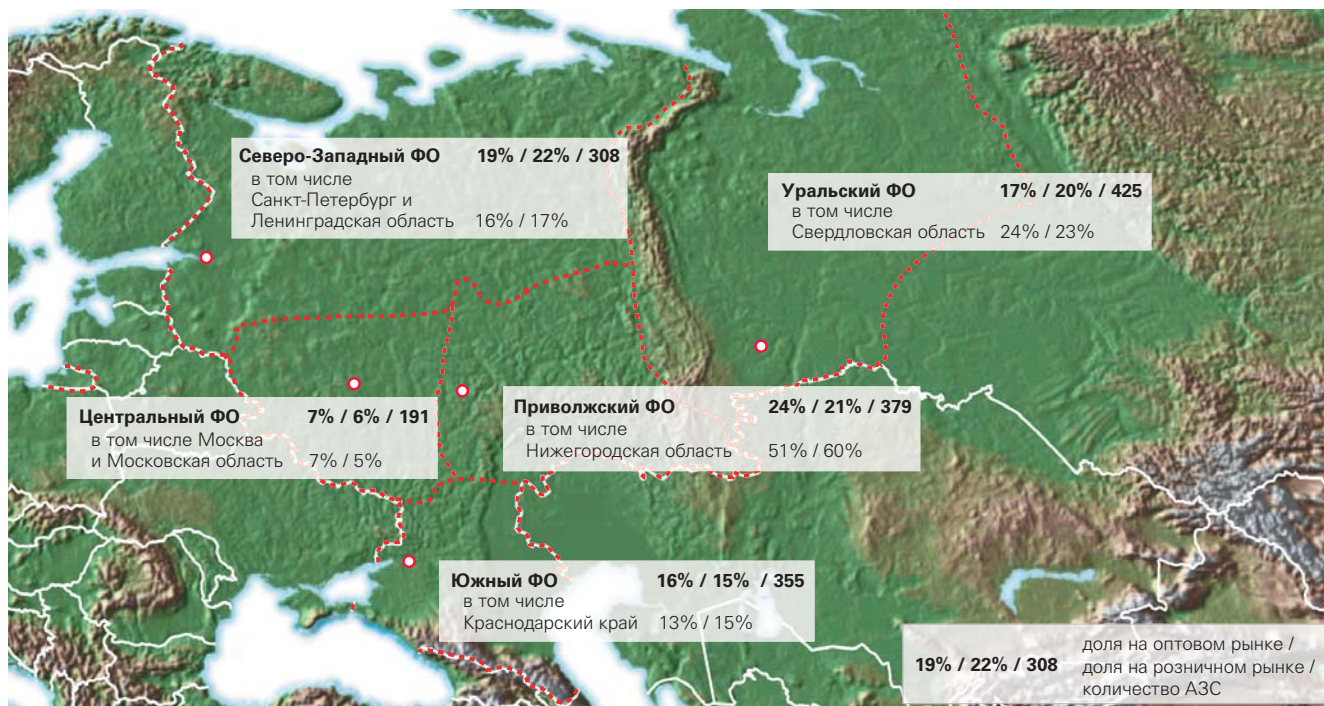 Северо-Западный ФО 19% / 22% / 308
в том числе
Санкт-Петербург и
Ленинградская область 16% / 17%
Уральский ФО 17% / 20% / 425
в том числе
Свердловская область 24% / 23%
Центральный ФО 7% / 6% / 191
в том числе Москва
и Московская область 7% / 5%
Приволжский ФО 24% / 21% / 379
в том числе
Нижегородская область 51% / 60%
Южный ФО 16% / 15% / 355
в том числе
Краснодарский край 13% / 15%
19% / 22% / 308
доля на оптовом рынке /
доля на розничном рынке /
количество АЗС